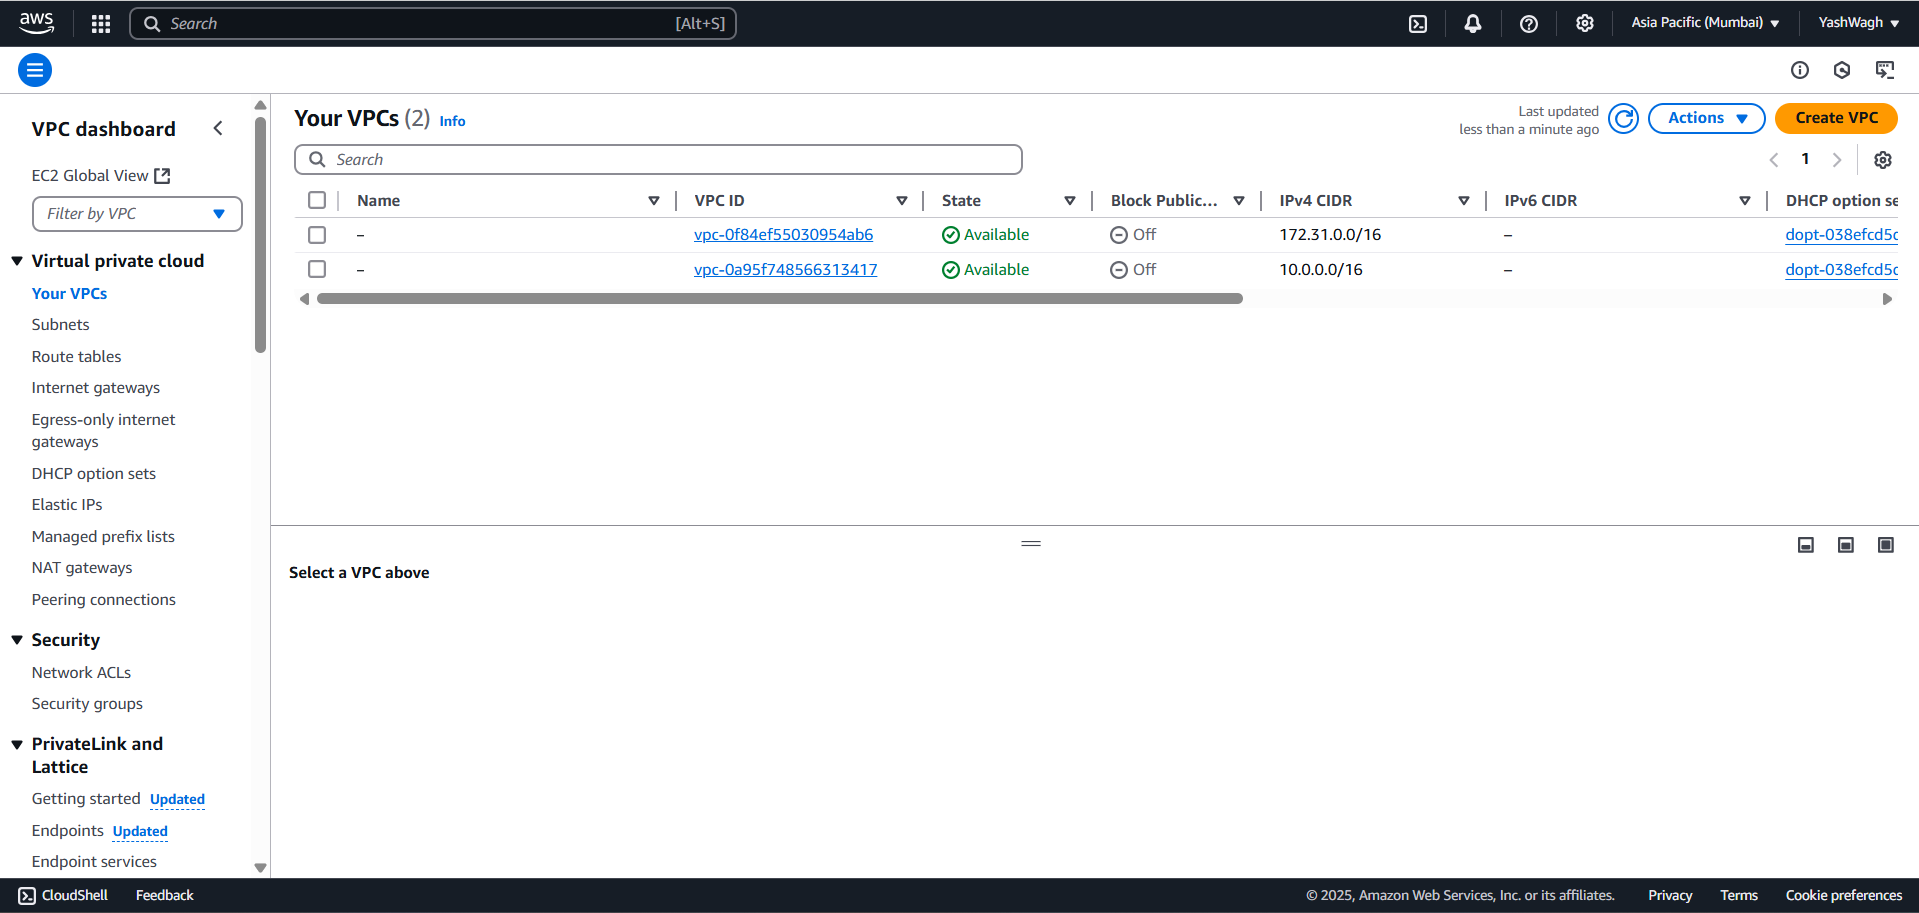 aws
Search [Alt+S]
Asia Pacific (Mumbai)
YashWagh
VPC dashboard
EC2 Global View
Filter by VPC
Virtual private cloud
Your VPCs
Subnets
Route tables
Internet gateways
Egress-only internet
gateways
DHCP option sets
Elastic IPs
Managed prefix lists
NAT gateways
Peering connections
Security
Network ACLs
Security groups
PrivateLink and
Lattice
Getting started Updated
Endpoints Updated
Endpoint services
Your VPCs (2) Info
Last updated
less than a minute ago
Actions
Create VPC
Search
1
Name VPC ID State Block Public... IPv4 CIDR IPv6 CIDR DHCP option se
– vpc-0f84ef55030954ab6 Available Off 172.31.0.0/16 – dopt-038efcd5c
– vpc-0a95f748566313417 Available Off 10.0.0.0/16 – dopt-038efcd5c
Select a VPC above
CloudShell Feedback © 2025, Amazon Web Services, Inc. or its affiliates. Privacy Terms Cookie preferences